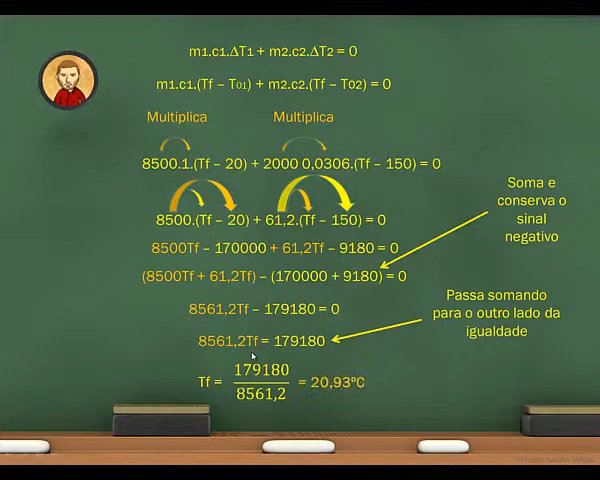 m1.c1.ΔT1 + m2.c2.ΔT2 = 0
m1.c1.(Tf – T01) + m2.c2.(Tf – T02) = 0
Multiplica Multiplica
8500.1.(Tf – 20) + 2000 0,0306.(Tf – 150) = 0
8500.(Tf – 20) + 61,2.(Tf – 150) = 0
8500Tf – 170000 + 61,2Tf – 9180 = 0
(8500Tf + 61,2Tf) – (170000 + 9180) = 0
8561,2Tf – 179180 = 0
8561,2Tf = 179180
Tf = 179180 / 8561,2 = 20,93ºC
Soma e
conserva o
sinal
negativo
Passa somando
para o outro lado da
igualdade